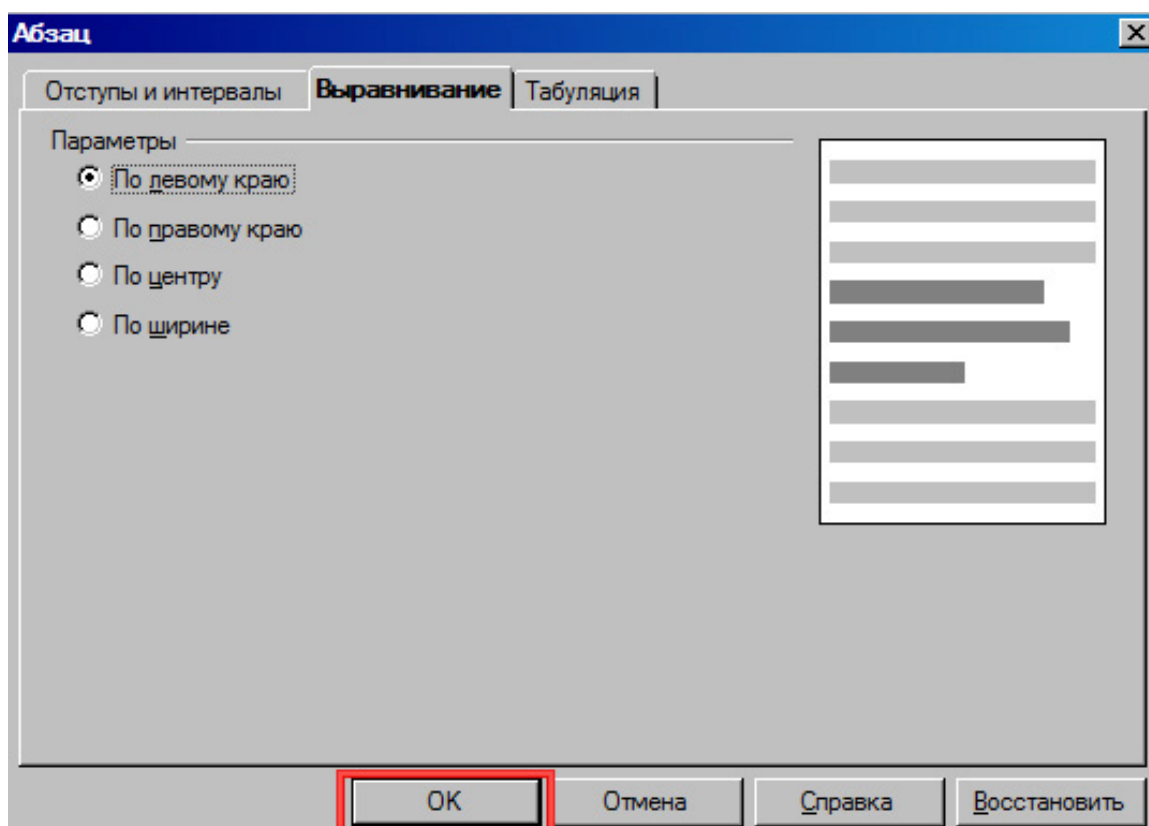 Абзац
Отступы и интервалы Выравнивание Табуляция
Параметры
По левому краю
По правому краю
По центру
По ширине
OK Отмена Справка Восстановить